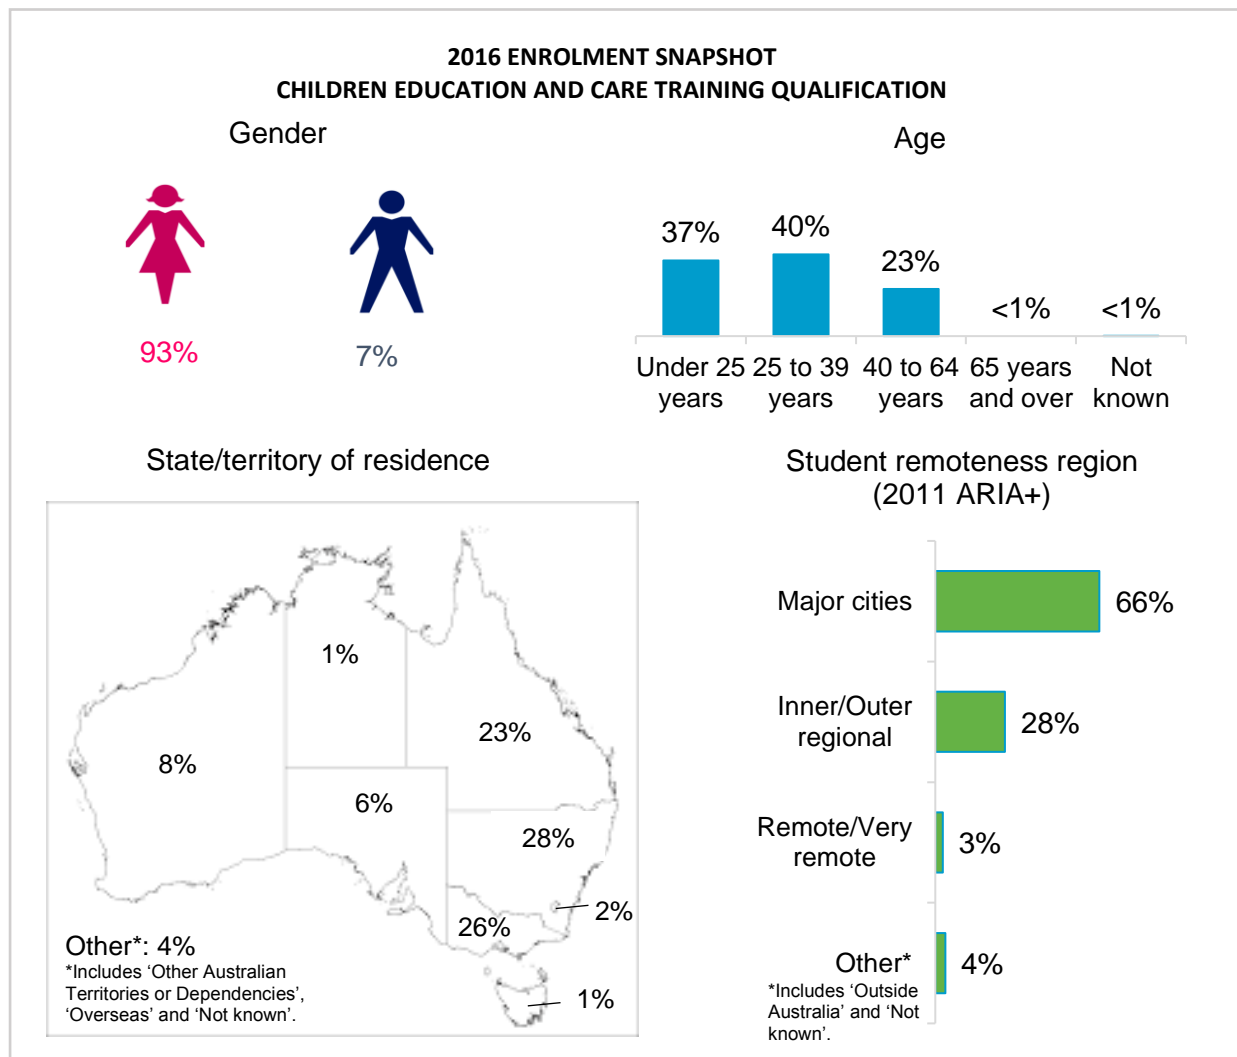 2016 ENROLMENT SNAPSHOT
CHILDREN EDUCATION AND CARE TRAINING QUALIFICATION
Gender
93%
7%
Age
37%
40%
23%
<1%
<1%
Under 25 years
25 to 39 years
40 to 64 years
65 years and over
Not known
State/territory of residence
1%
23%
8%
6%
28%
2%
26%
1%
Other*: 4%
*Includes ‘Other Australian
Territories or Dependencies’,
‘Overseas’ and ‘Not known’.
Student remoteness region
(2011 ARIA+)
Major cities
66%
Inner/Outer
regional
28%
Remote/Very
remote
3%
Other*
4%
*Includes ‘Outside
Australia’ and ‘Not
known’.